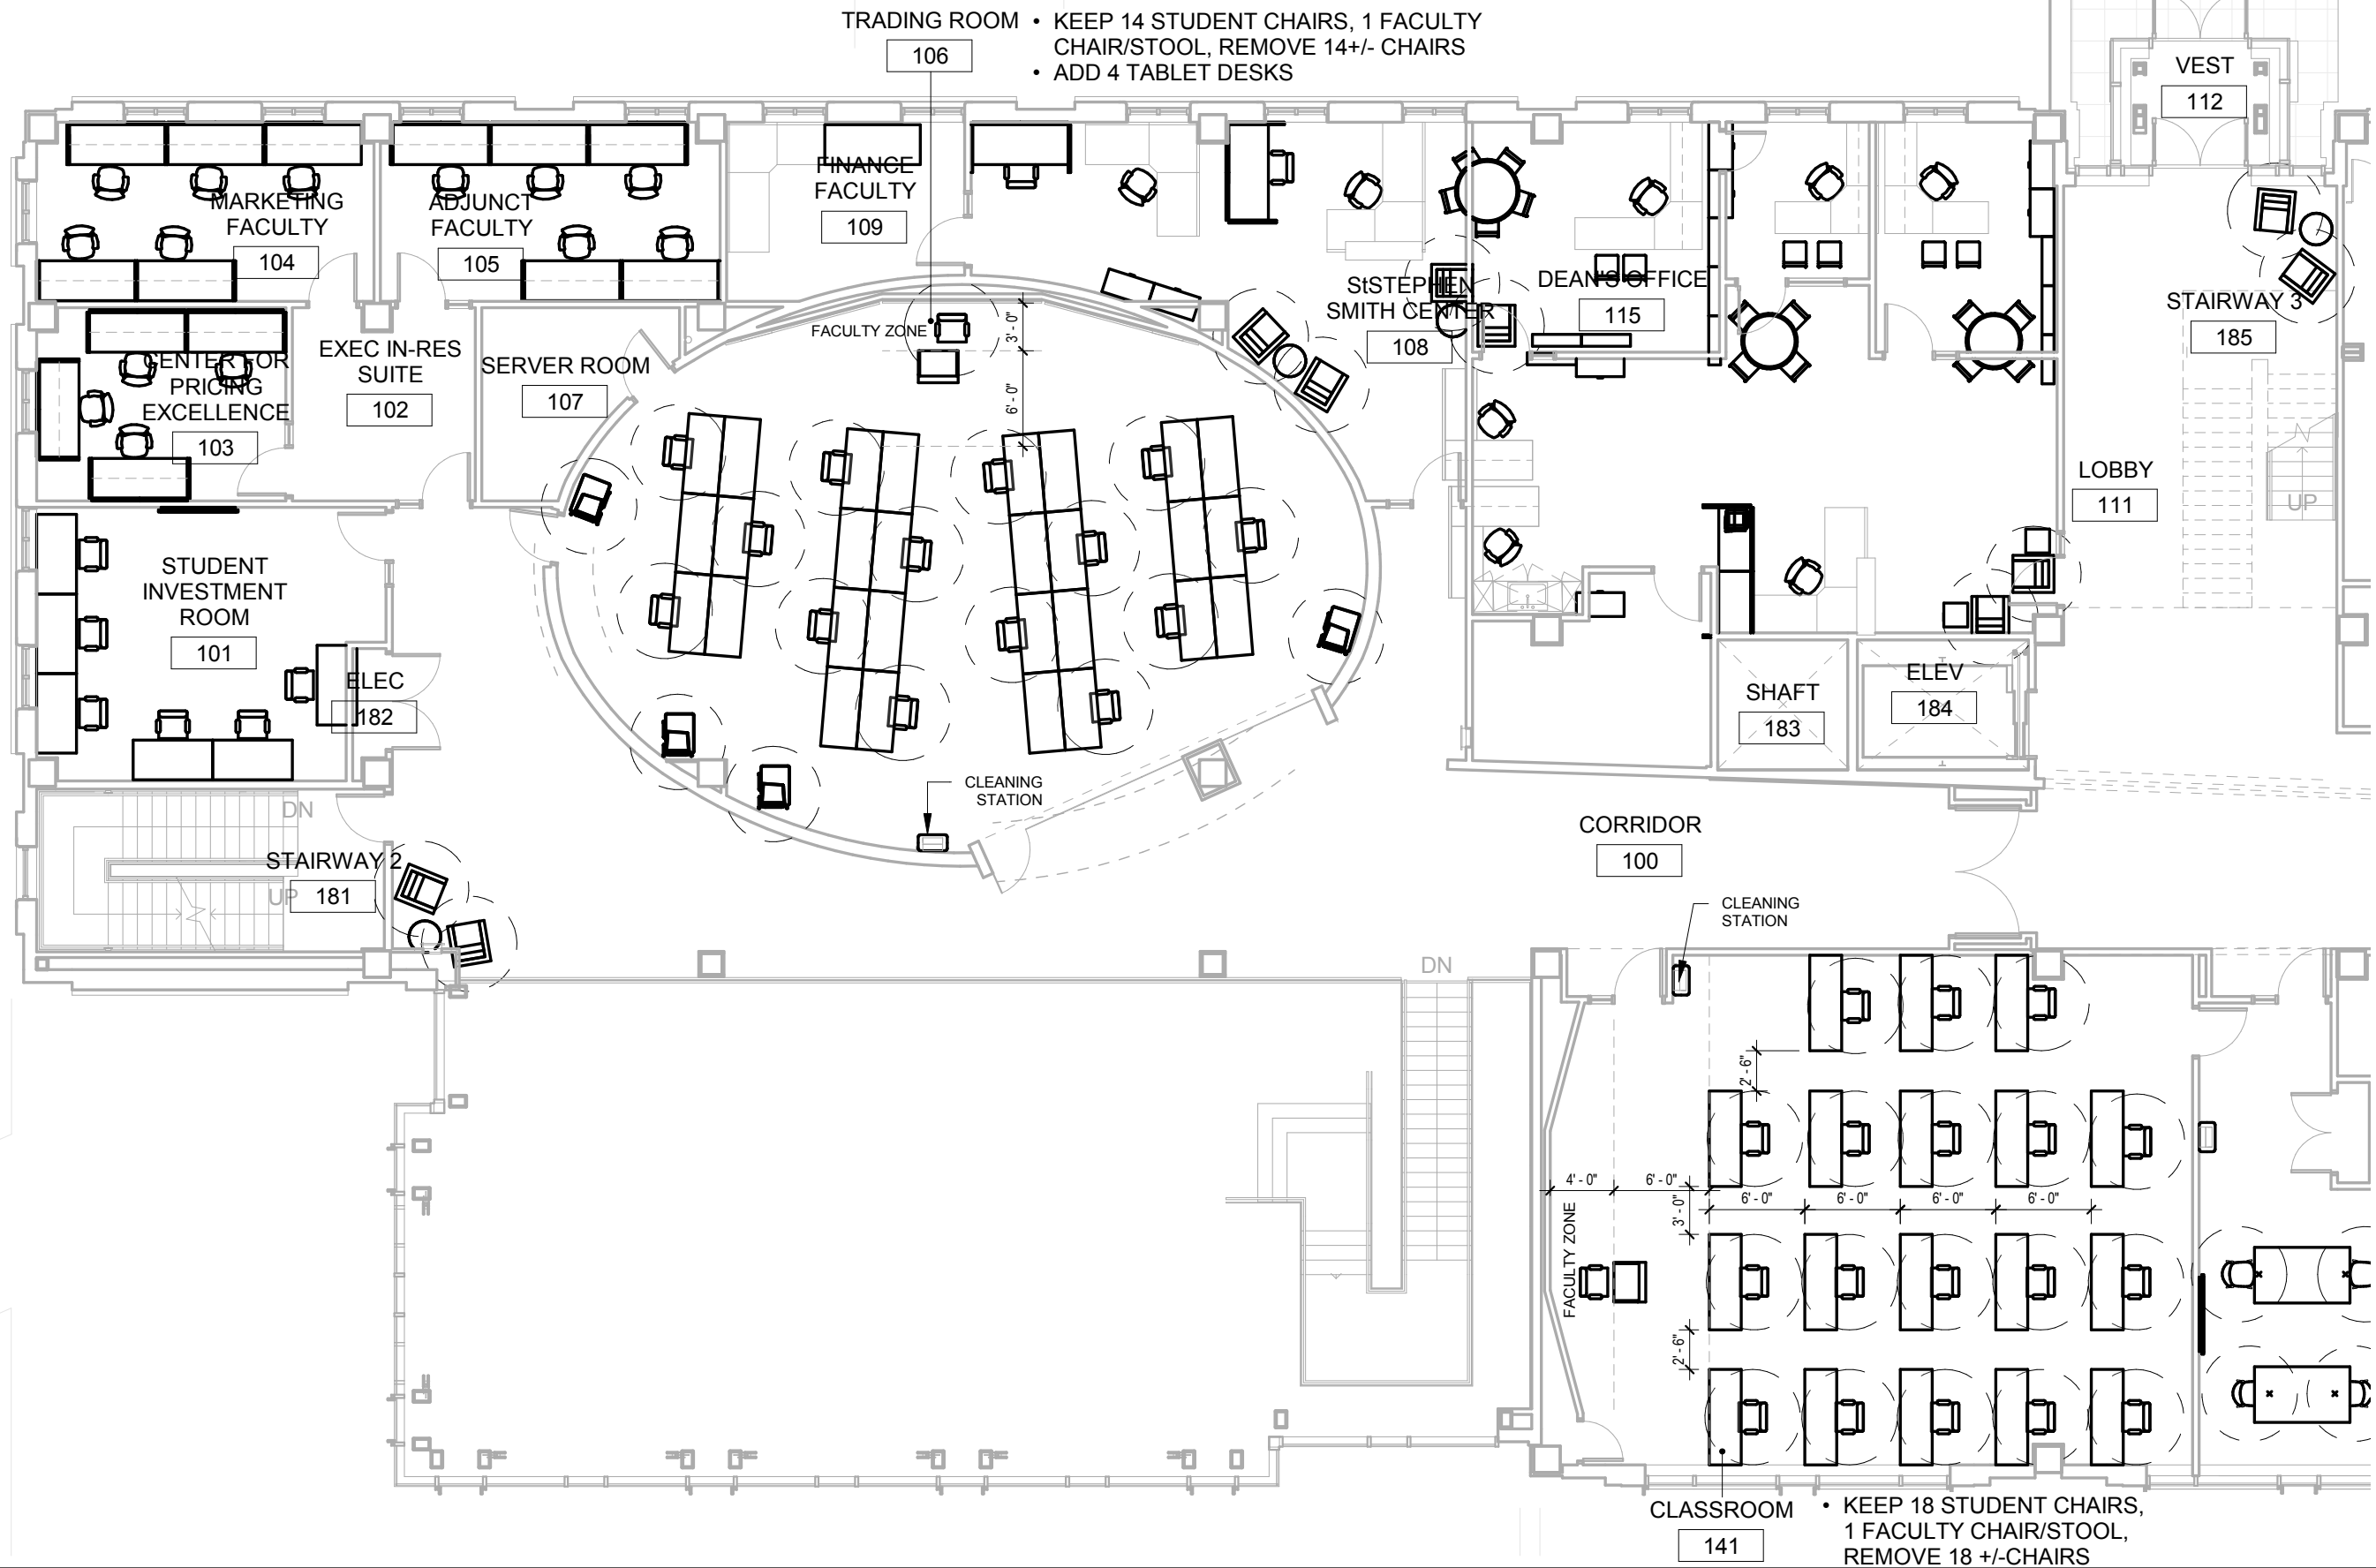 TRADING ROOM
106
• KEEP 14 STUDENT CHAIRS, 1 FACULTY
CHAIR/STOOL, REMOVE 14+/- CHAIRS
• ADD 4 TABLET DESKS
VEST
112
MARKETING
FACULTY
104
ADJUNCT
FACULTY
105
FINANCE
FACULTY
109
StSTEPHEN
SMITH CENTER
108
DEAN'S OFFICE
115
STAIRWAY 3
185
CENTER FOR
PRICING
EXCELLENCE
103
EXEC IN-RES
SUITE
102
SERVER ROOM
107
FACULTY ZONE
3' - 0"
6' - 0"
LOBBY
111
UP
STUDENT
INVESTMENT
ROOM
101
ELEC
182
SHAFT
183
ELEV
184
CLEANING
STATION
DN
STAIRWAY 2
UP
181
CORRIDOR
100
CLEANING
STATION
DN
2' - 6"
4' - 0"
6' - 0"
3' - 0"
6' - 0"
6' - 0"
6' - 0"
6' - 0"
FACULTY ZONE
2' - 6"
CLASSROOM
141
• KEEP 18 STUDENT CHAIRS,
1 FACULTY CHAIR/STOOL,
REMOVE 18 +/-CHAIRS